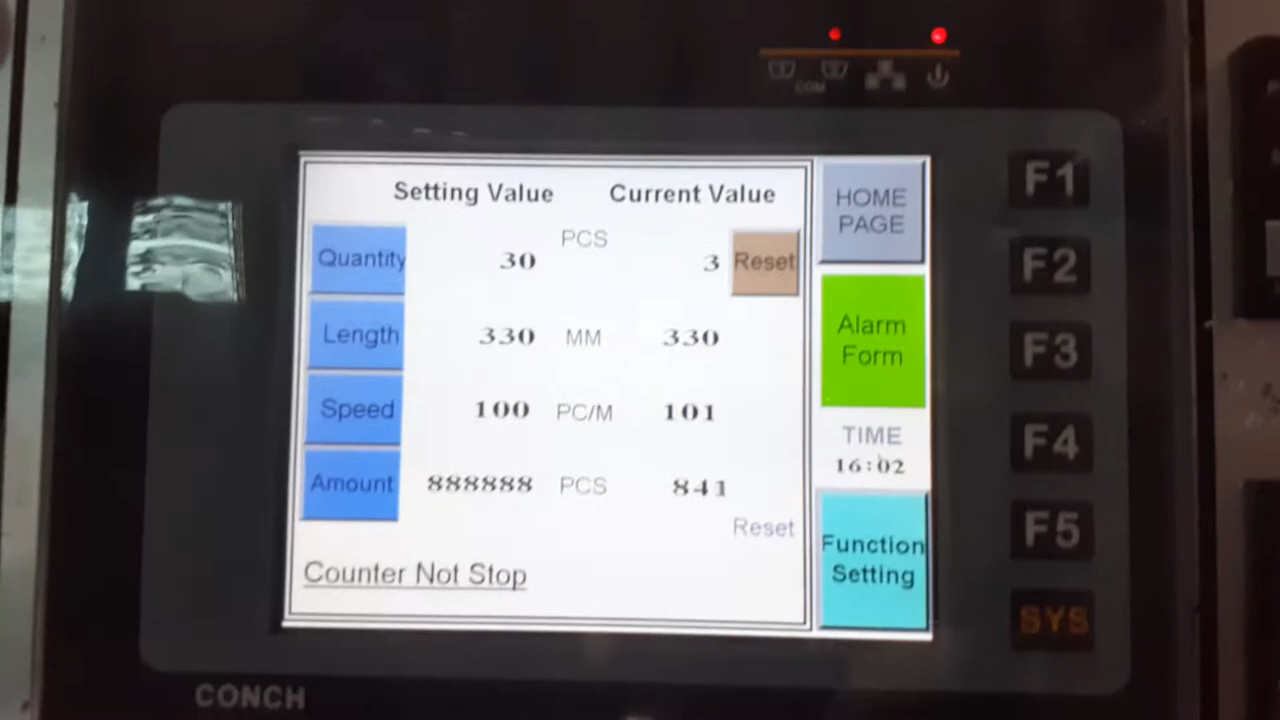 COM
Setting Value Current Value
PCS
Quantity 30 3 Reset
Length 330 MM 330
Speed 100 PC/M 101
Amount 888888 PCS 841
Reset
Counter Not Stop
HOME
PAGE
Alarm
Form
TIME
16:02
Function
Setting
F1
F2
F3
F4
F5
SYS
CONCH